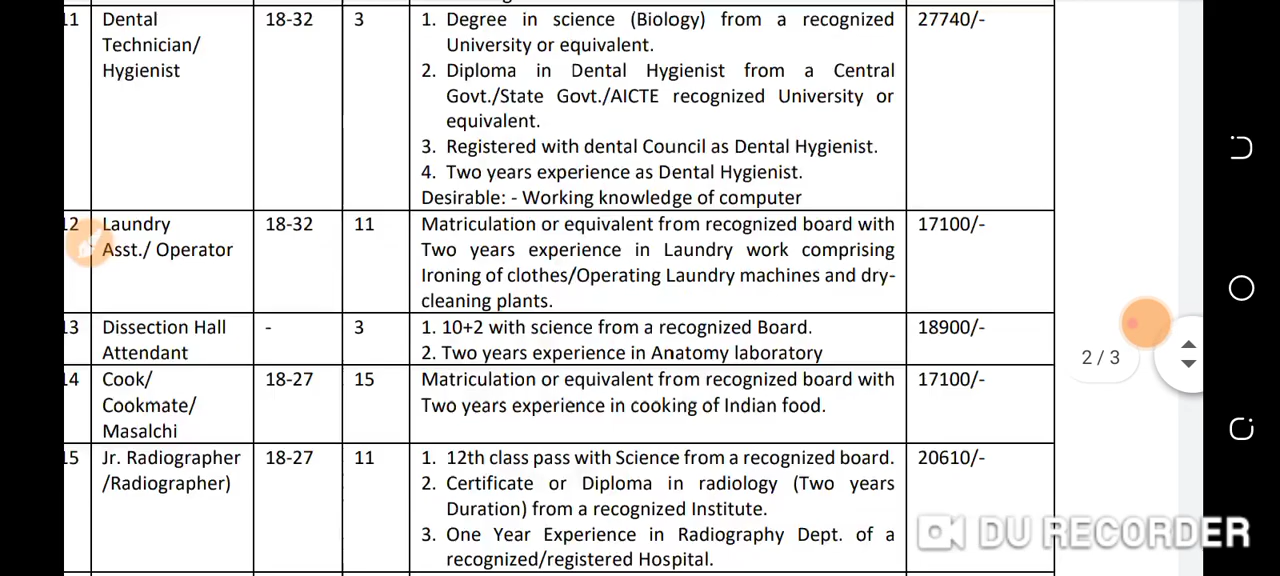 11 Dental 18-32 3 1. Degree in science (Biology) from a recognized 27740/-
Technician/ University or equivalent.
Hygienist 2. Diploma in Dental Hygienist from a Central
Govt./State Govt./AICTE recognized University or
equivalent.
3. Registered with dental Council as Dental Hygienist.
4. Two years experience as Dental Hygienist.
Desirable: - Working knowledge of computer
12 Laundry 18-32 11 Matriculation or equivalent from recognized board with 17100/-
Asst./ Operator Two years experience in Laundry work comprising
Ironing of clothes/Operating Laundry machines and dry-
cleaning plants.
13 Dissection Hall - 3 1. 10+2 with science from a recognized Board. 18900/-
Attendant 2. Two years experience in Anatomy laboratory
2 / 3
14 Cook/ 18-27 15 Matriculation or equivalent from recognized board with 17100/-
Cookmate/ Two years experience in cooking of Indian food.
Masalchi
15 Jr. Radiographer 18-27 11 1. 12th class pass with Science from a recognized board. 20610/-
/Radiographer) 2. Certificate or Diploma in radiology (Two years
Duration) from a recognized Institute.
3. One Year Experience in Radiography Dept. of a
recognized/registered Hospital.
DU RECORDER